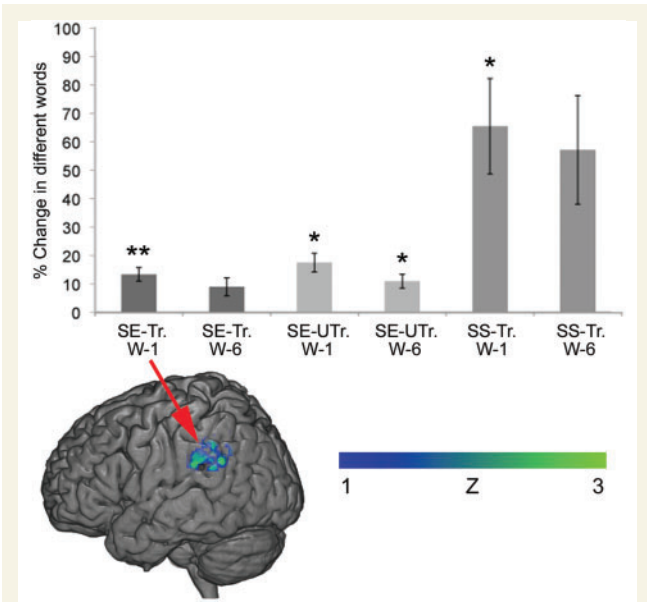 % Change in different words
100
90
80
70
60
50
40
30
20
10
0
**
*
*
*
SE-Tr.
W-1
SE-Tr.
W-6
SE-UTr.
W-1
SE-UTr.
W-6
SS-Tr.
W-1
SS-Tr.
W-6
1 Z 3